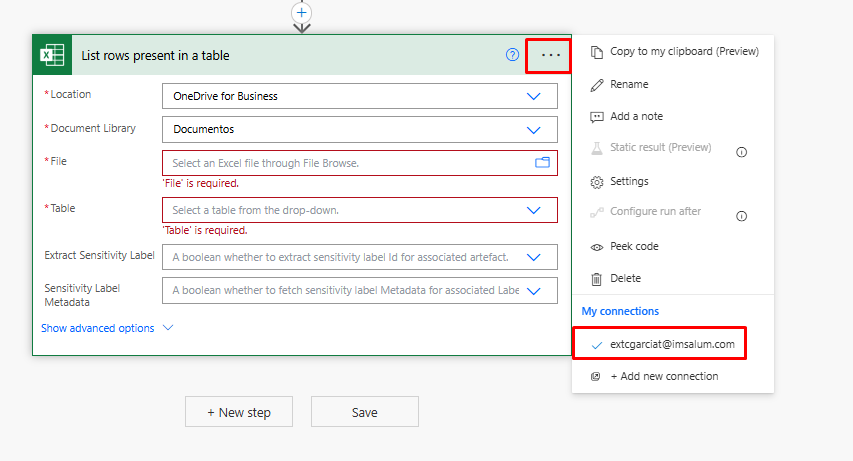 List rows present in a table
* Location
OneDrive for Business
* Document Library
Documentos
* File
Select an Excel file through File Browse.
'File' is required.
* Table
Select a table from the drop-down.
'Table' is required.
Extract Sensitivity Label
A boolean whether to extract sensitivity label Id for associated artefact.
Sensitivity Label
Metadata
A boolean whether to fetch sensitivity label Metadata for associated Labe
Show advanced options
+ New step
Save
Copy to my clipboard (Preview)
Rename
Add a note
Static result (Preview)
Settings
Configure run after
Peek code
Delete
My connections
extcgarciat@imsalum.com
+ Add new connection